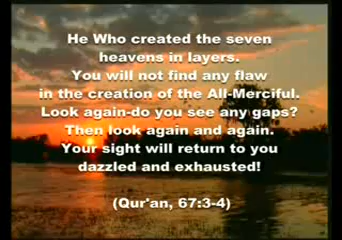 He Who created the seven
heavens in layers.
You will not find any flaw
in the creation of the All-Merciful.
Look again-do you see any gaps?
Then look again and again.
Your sight will return to you
dazzled and exhausted!
(Qur'an, 67:3-4)